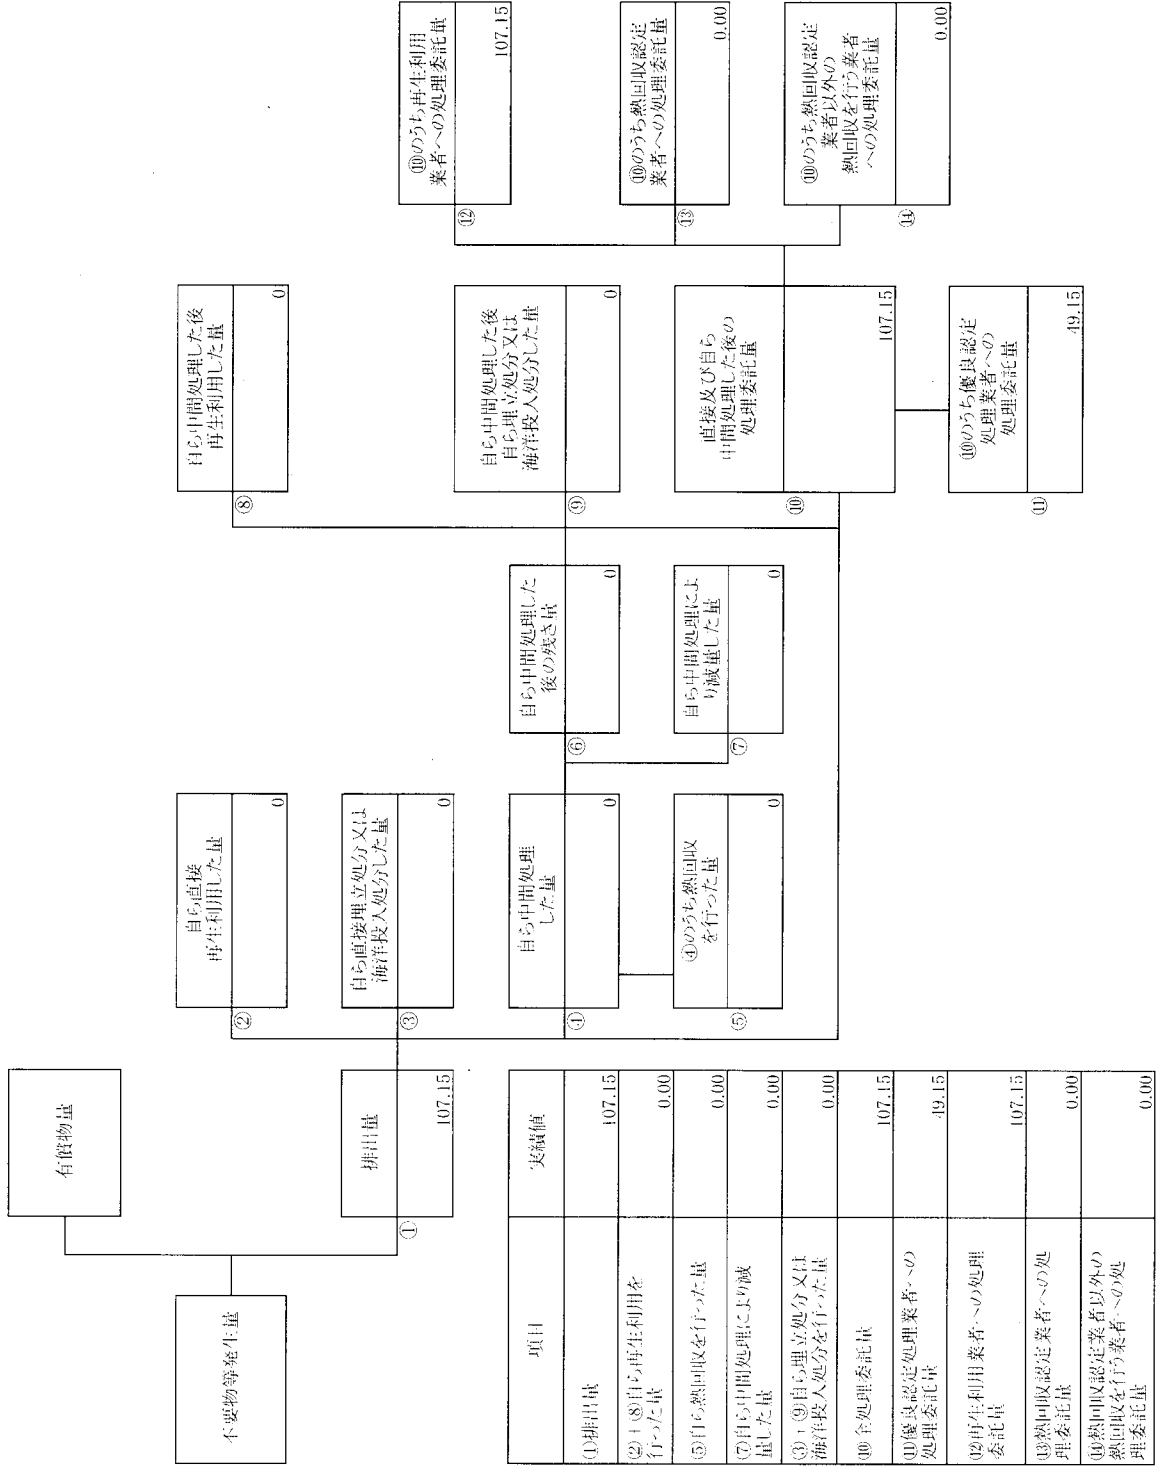 不要物等発生量
有償物量
①
排出量
107.15
②
自ら直接
再生利用した量
0
③
自ら直接埋立処分又は
海洋投入処分した量
0
④
自ら中間処理
した量
0
⑤
④のうち熱回収
を行った量
0
⑥
自ら中間処理した
後の残さ量
0
⑦
自ら中間処理によ
り減量した量
0
⑧
自ら中間処理した後
再生利用した量
0
⑨
自ら中間処理した後
自ら埋立処分又は
海洋投入処分した量
0
⑩
直接及び自ら
中間処理した後の
処理委託量
107.15
⑪
⑩のうち優良認定
処理業者への
処理委託量
49.15
⑫
⑩のうち再生利用
業者への処理委託量
107.15
⑬
⑩のうち熱回収認定
業者への処理委託量
0.00
⑭
⑩のうち熱回収認定
業者以外の
熱回収を行う業者
への処理委託量
0.00
項目 実績値
①排出量 107.15
②+⑧自ら再生利用を
行った量 0.00
⑤自ら熱回収を行った量 0.00
⑦自ら中間処理により減
量した量 0.00
③+⑨自ら埋立処分又は
海洋投入処分を行った量 0.00
⑩全処理委託量 107.15
⑪優良認定処理業者への
処理委託量 49.15
⑫再生利用業者への処理
委託量 107.15
⑬熱回収認定業者への処
理委託量 0.00
⑭熱回収認定業者以外の
熱回収を行う業者への処
理委託量 0.00